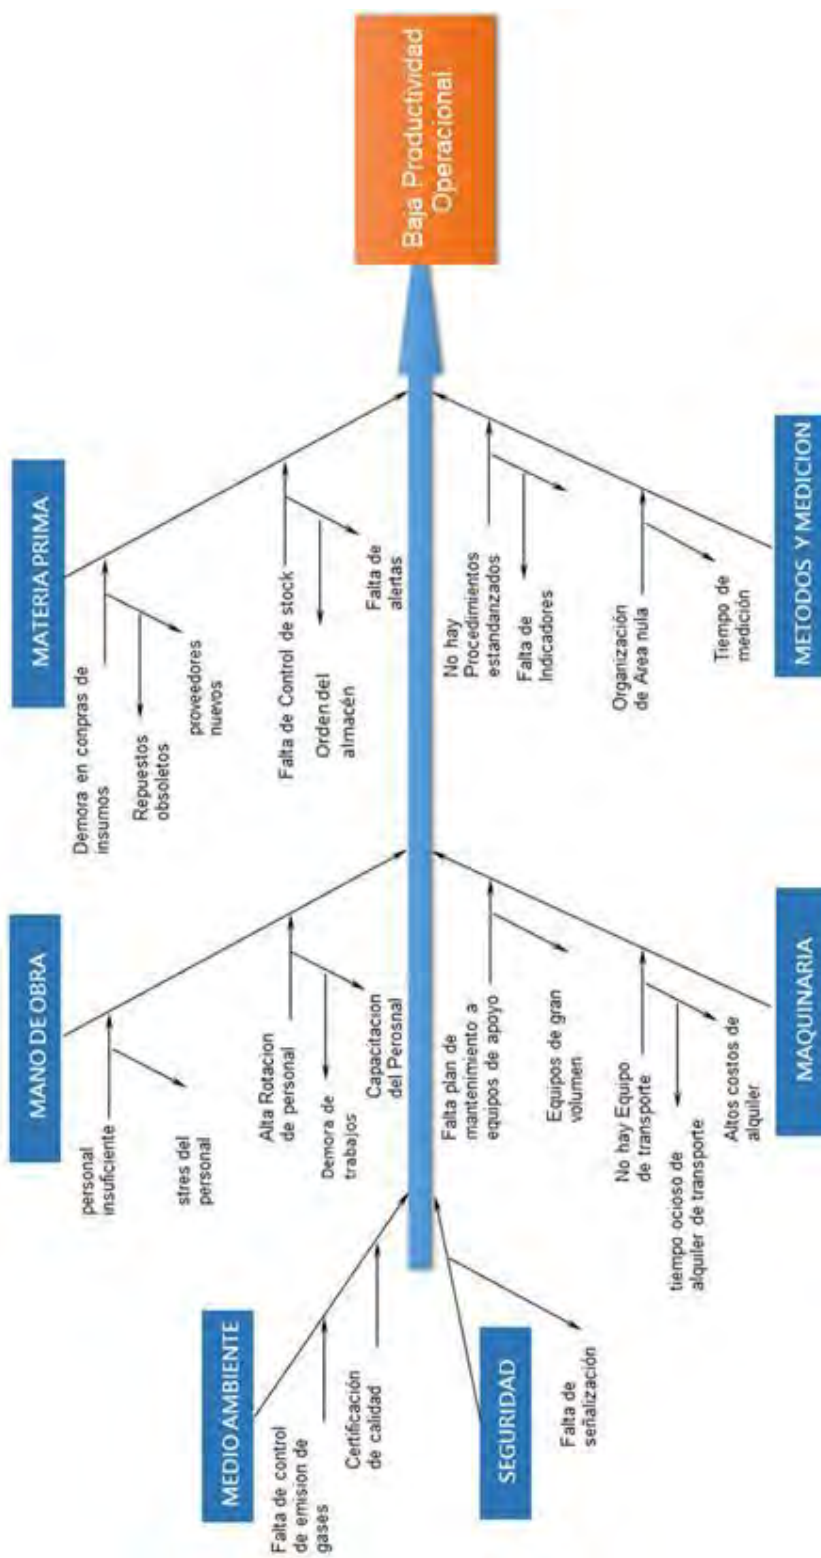 MEDIO AMBIENTE
Falta de control
de emision de
gases
Certificación
de calidad
MANO DE OBRA
personal
insuficiente
stres del
personal
Alta Rotacion
de personal
Demora de
trabajos
Capacitacion
del Perosnal
MATERIA PRIMA
Demora en conpras de
insumos
Repuestos
obsoletos
proveedores
nuevos
Falta de Control de stock
Orden del
almacén
Falta de
alertas
Baja Productividad
Operacional
SEGURIDAD
Falta de
señalización
Falta plan de
mantenimiento a
equipos de apoyo
Equipos de gran
volumen
No hay Equipo
de transporte
tiempo ocioso de
alquiler de transporte
Altos costos de
alquiler
MAQUINARIA
No hay
Procedimientos
estandanzados
Falta de
Indicadores
Organización
de Area nula
Tiempo de
medición
METODOS Y MEDICION